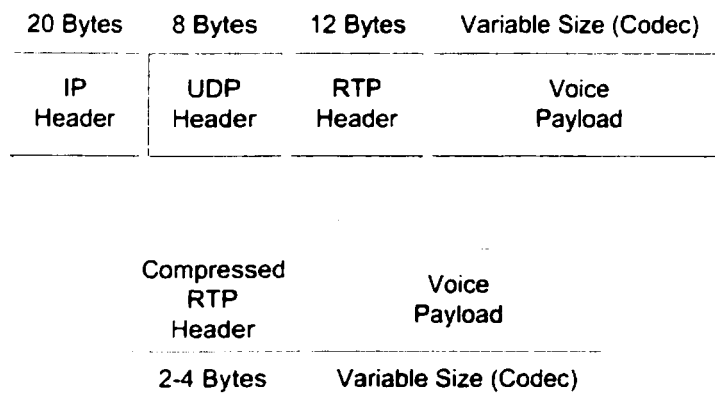 20 Bytes 8 Bytes 12 Bytes Variable Size (Codec)
IP Header UDP Header RTP Header Voice Payload
Compressed RTP Header Voice Payload
2-4 Bytes Variable Size (Codec)